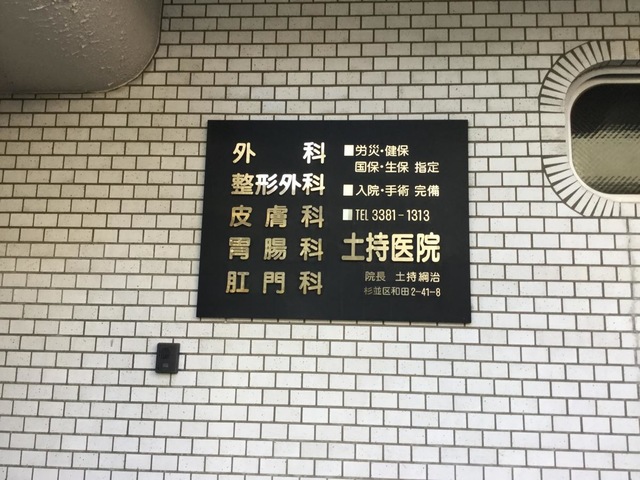 外科
整形外科
皮膚科
胃腸科
肛門科
■労災・健保
国保・生保 指定
■入院・手術 完備
■TEL 3381-1313
土持医院
院長 土持綱治
杉並区和田2-41-8